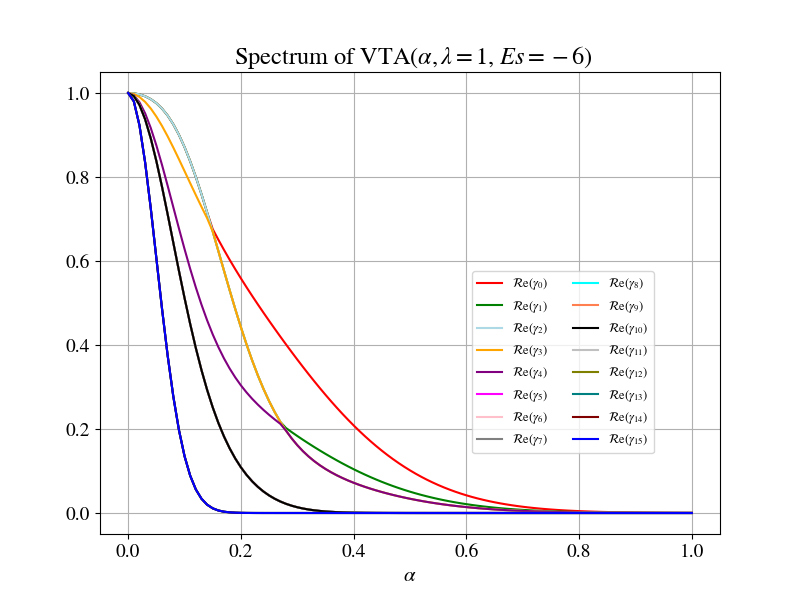 Spectrum of VTA(α, λ = 1, Es = −6)
1.0
0.8
0.6
0.4
0.2
0.0
ℛe(γ₀)
ℛe(γ₁)
ℛe(γ₂)
ℛe(γ₃)
ℛe(γ₄)
ℛe(γ₅)
ℛe(γ₆)
ℛe(γ₇)
ℛe(γ₈)
ℛe(γ₉)
ℛe(γ₁₀)
ℛe(γ₁₁)
ℛe(γ₁₂)
ℛe(γ₁₃)
ℛe(γ₁₄)
ℛe(γ₁₅)
0.0 0.2 0.4 0.6 0.8 1.0
α